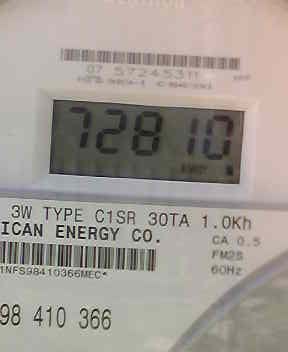 07 57245311
72810
3W TYPE C1SR 30TA 1.0Kh
ICAN ENERGY CO.
CA 0.5
FM2S
60Hz
1NFS98410366MEC*
98 410 366